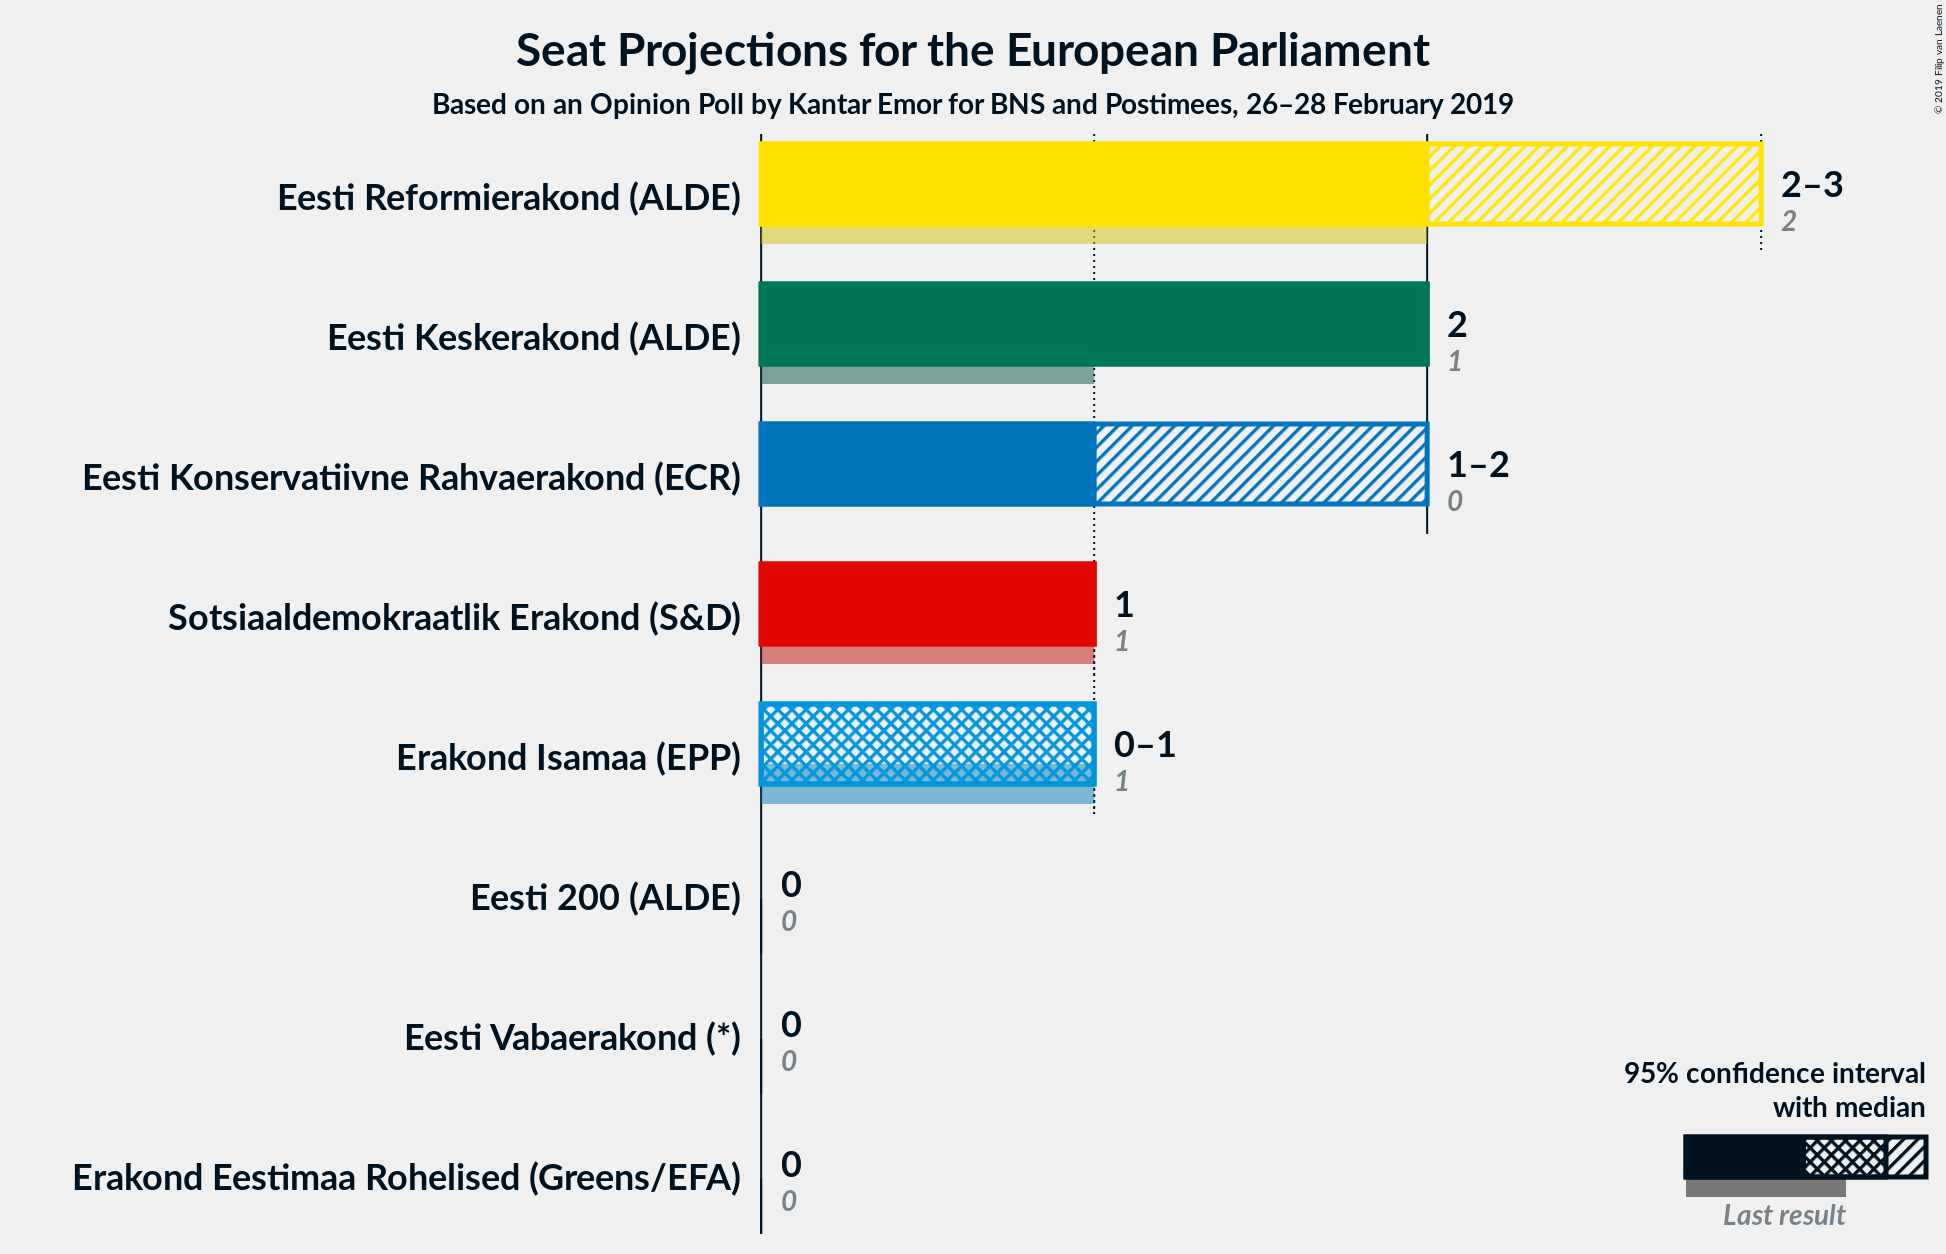 Seat Projections for the European Parliament
Based on an Opinion Poll by Kantar Emor for BNS and Postimees, 26–28 February 2019
© 2019 Filip van Laenen
Eesti Reformierakond (ALDE)
2–3
2
Eesti Keskerakond (ALDE)
2
1
Eesti Konservatiivne Rahvaerakond (ECR)
1–2
0
Sotsiaaldemokraatlik Erakond (S&D)
1
1
Erakond Isamaa (EPP)
0–1
1
Eesti 200 (ALDE)
0
0
Eesti Vabaerakond (*)
0
0
Erakond Eestimaa Rohelised (Greens/EFA)
0
0
95% confidence interval
with median
Last result